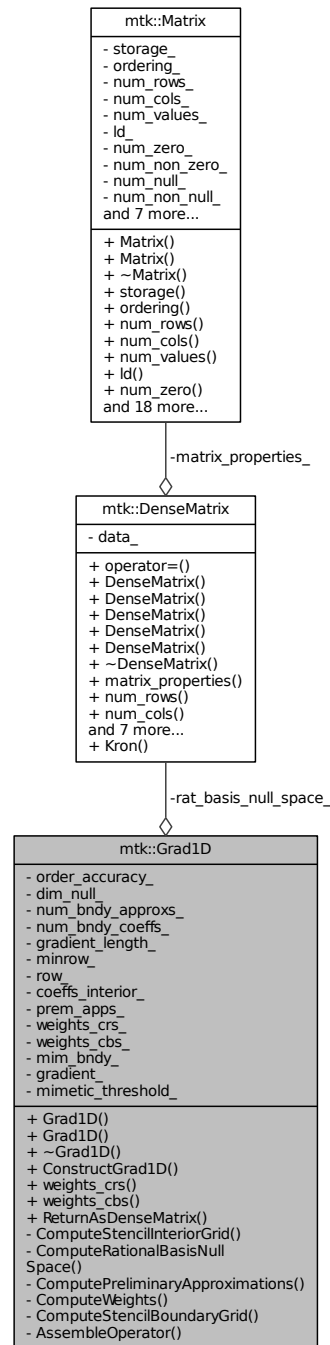 mtk::Matrix
- storage_
- ordering_
- num_rows_
- num_cols_
- num_values_
- ld_
- num_zero_
- num_non_zero_
- num_null_
- num_non_null_
and 7 more...
+ Matrix()
+ Matrix()
+ ~Matrix()
+ storage()
+ ordering()
+ num_rows()
+ num_cols()
+ num_values()
+ ld()
+ num_zero()
and 18 more...
-matrix_properties_
mtk::DenseMatrix
- data_
+ operator=()
+ DenseMatrix()
+ DenseMatrix()
+ DenseMatrix()
+ DenseMatrix()
+ DenseMatrix()
+ ~DenseMatrix()
+ matrix_properties()
+ num_rows()
+ num_cols()
and 7 more...
+ Kron()
-rat_basis_null_space_
mtk::Grad1D
- order_accuracy_
- dim_null_
- num_bndy_approxs_
- num_bndy_coeffs_
- gradient_length_
- minrow_
- row_
- coeffs_interior_
- prem_apps_
- weights_crs_
- weights_cbs_
- mim_bndy_
- gradient_
- mimetic_threshold_
+ Grad1D()
+ Grad1D()
+ ~Grad1D()
+ ConstructGrad1D()
+ weights_crs()
+ weights_cbs()
+ ReturnAsDenseMatrix()
- ComputeStencilInteriorGrid()
- ComputeRationalBasisNull
Space()
- ComputePreliminaryApproximations()
- ComputeWeights()
- ComputeStencilBoundaryGrid()
- AssembleOperator()